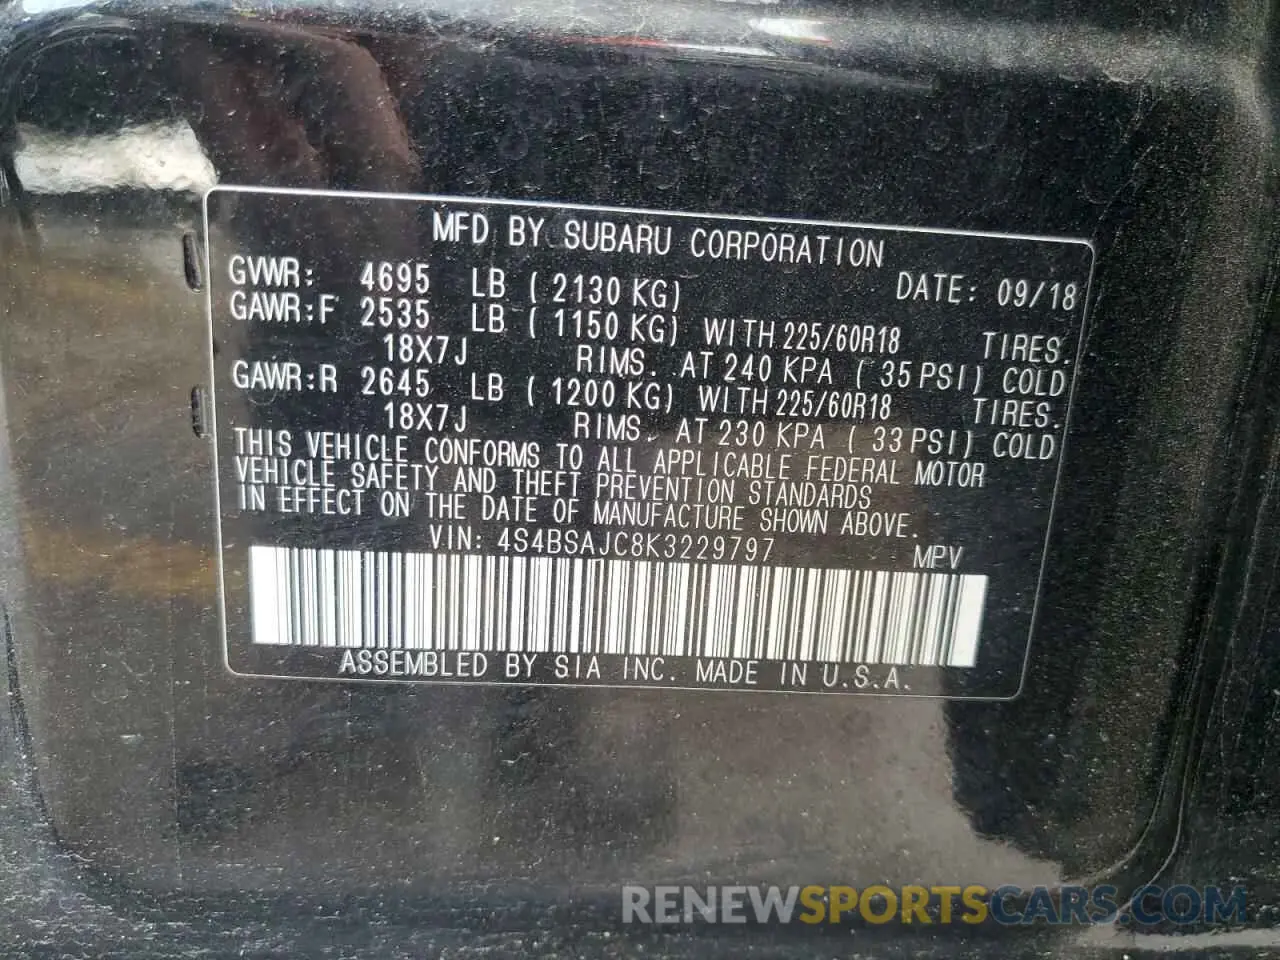 MFD BY SUBARU CORPORATION
GVWR: 4695 LB ( 2130 KG) DATE: 09/18
GAWR:F 2535 LB ( 1150 KG) WITH 225/60R18 TIRES.
18X7J RIMS. AT 240 KPA ( 35 PSI) COLD
GAWR:R 2645 LB ( 1200 KG) WITH 225/60R18 TIRES.
18X7J RIMS. AT 230 KPA ( 33 PSI) COLD
THIS VEHICLE CONFORMS TO ALL APPLICABLE FEDERAL MOTOR
VEHICLE SAFETY AND THEFT PREVENTION STANDARDS
IN EFFECT ON THE DATE OF MANUFACTURE SHOWN ABOVE.
VIN: 4S4BSAJC8K3229797 MPV
ASSEMBLED BY SIA INC. MADE IN U.S.A.
RENEWSPORTSCARS.COM